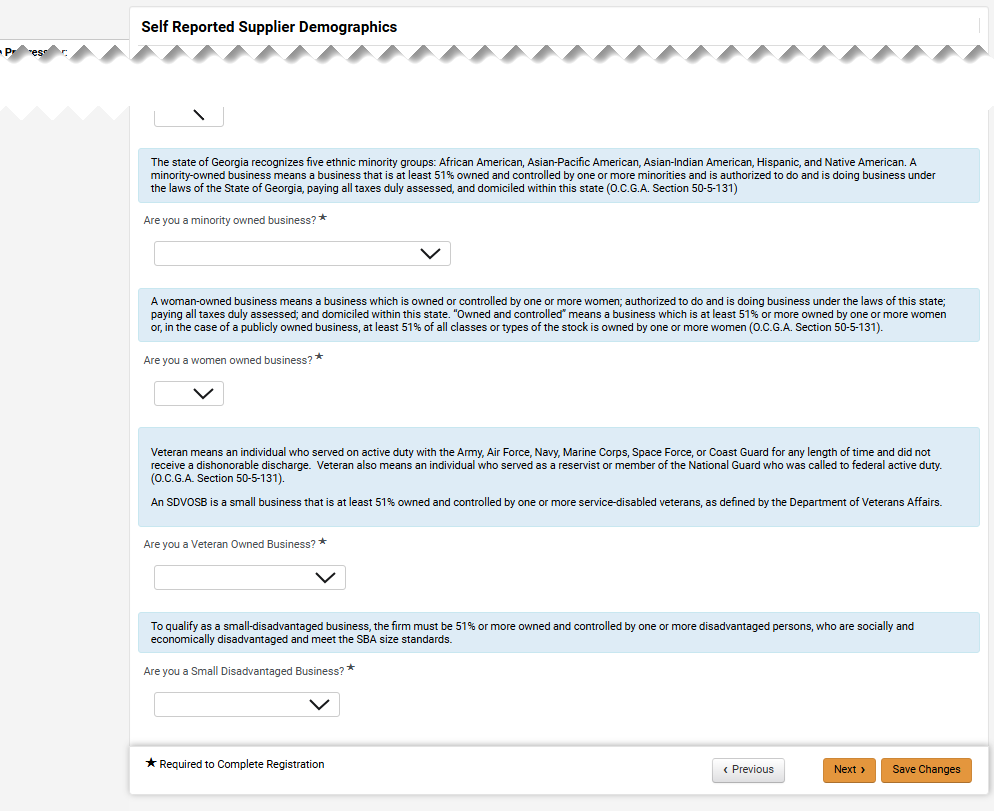 Self Reported Supplier Demographics
The state of Georgia recognizes five ethnic minority groups: African American, Asian-Pacific American, Asian-Indian American, Hispanic, and Native American. A
minority-owned business means a business that is at least 51% owned and controlled by one or more minorities and is authorized to do and is doing business under
the laws of the State of Georgia, paying all taxes duly assessed, and domiciled within this state (O.C.G.A. Section 50-5-131)
Are you a minority owned business? ★
A woman-owned business means a business which is owned or controlled by one or more women; authorized to do and is doing business under the laws of this state;
paying all taxes duly assessed; and domiciled within this state. “Owned and controlled” means a business which is at least 51% or more owned by one or more women
or, in the case of a publicly owned business, at least 51% of all classes or types of the stock is owned by one or more women (O.C.G.A. Section 50-5-131).
Are you a women owned business? ★
Veteran means an individual who served on active duty with the Army, Air Force, Navy, Marine Corps, Space Force, or Coast Guard for any length of time and did not
receive a dishonorable discharge.  Veteran also means an individual who served as a reservist or member of the National Guard who was called to federal active duty.
(O.C.G.A. Section 50-5-131).
An SDVOSB is a small business that is at least 51% owned and controlled by one or more service-disabled veterans, as defined by the Department of Veterans Affairs.
Are you a Veteran Owned Business? ★
To qualify as a small-disadvantaged business, the firm must be 51% or more owned and controlled by one or more disadvantaged persons, who are socially and
economically disadvantaged and meet the SBA size standards.
Are you a Small Disadvantaged Business? ★
★ Required to Complete Registration
‹ Previous
Next ›
Save Changes